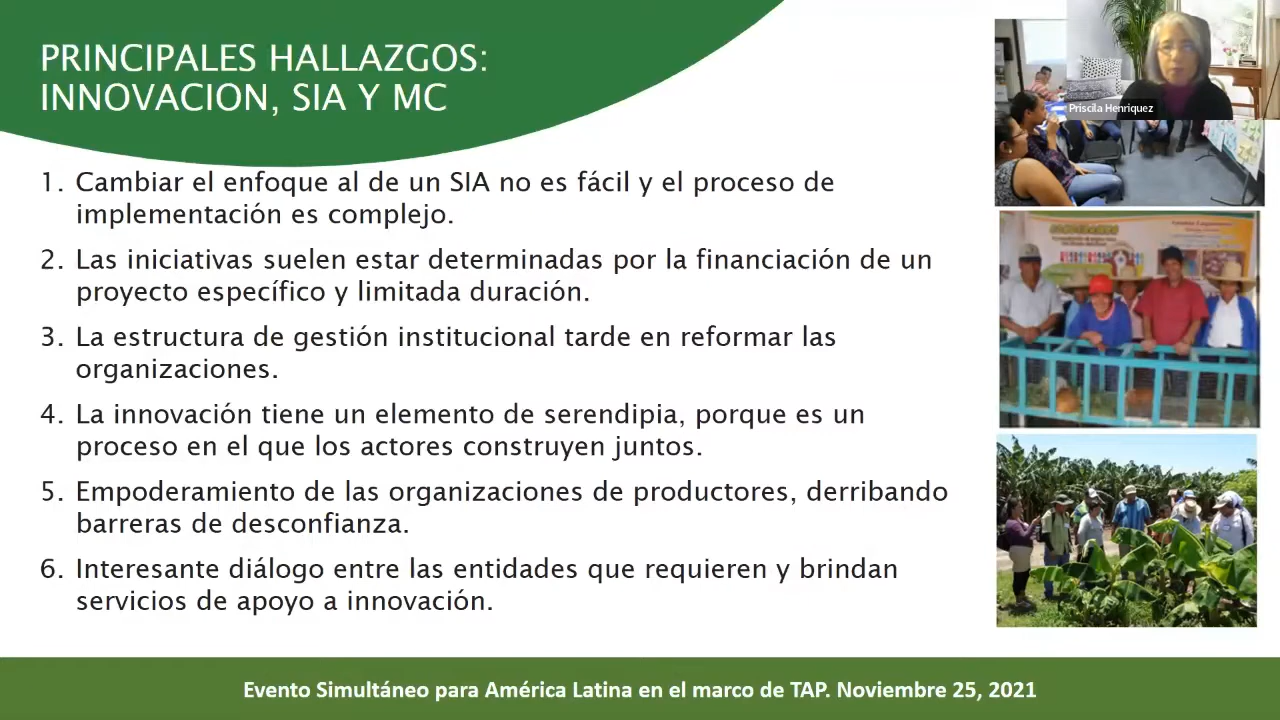 PRINCIPALES HALLAZGOS:
INNOVACION, SIA Y MC
Priscila Henriquez
1. Cambiar el enfoque al de un SIA no es fácil y el proceso de
implementación es complejo.
2. Las iniciativas suelen estar determinadas por la financiación de un
proyecto específico y limitada duración.
3. La estructura de gestión institucional tarde en reformar las
organizaciones.
4. La innovación tiene un elemento de serendipia, porque es un
proceso en el que los actores construyen juntos.
5. Empoderamiento de las organizaciones de productores, derribando
barreras de desconfianza.
6. Interesante diálogo entre las entidades que requieren y brindan
servicios de apoyo a innovación.
Evento Simultáneo para América Latina en el marco de TAP. Noviembre 25, 2021